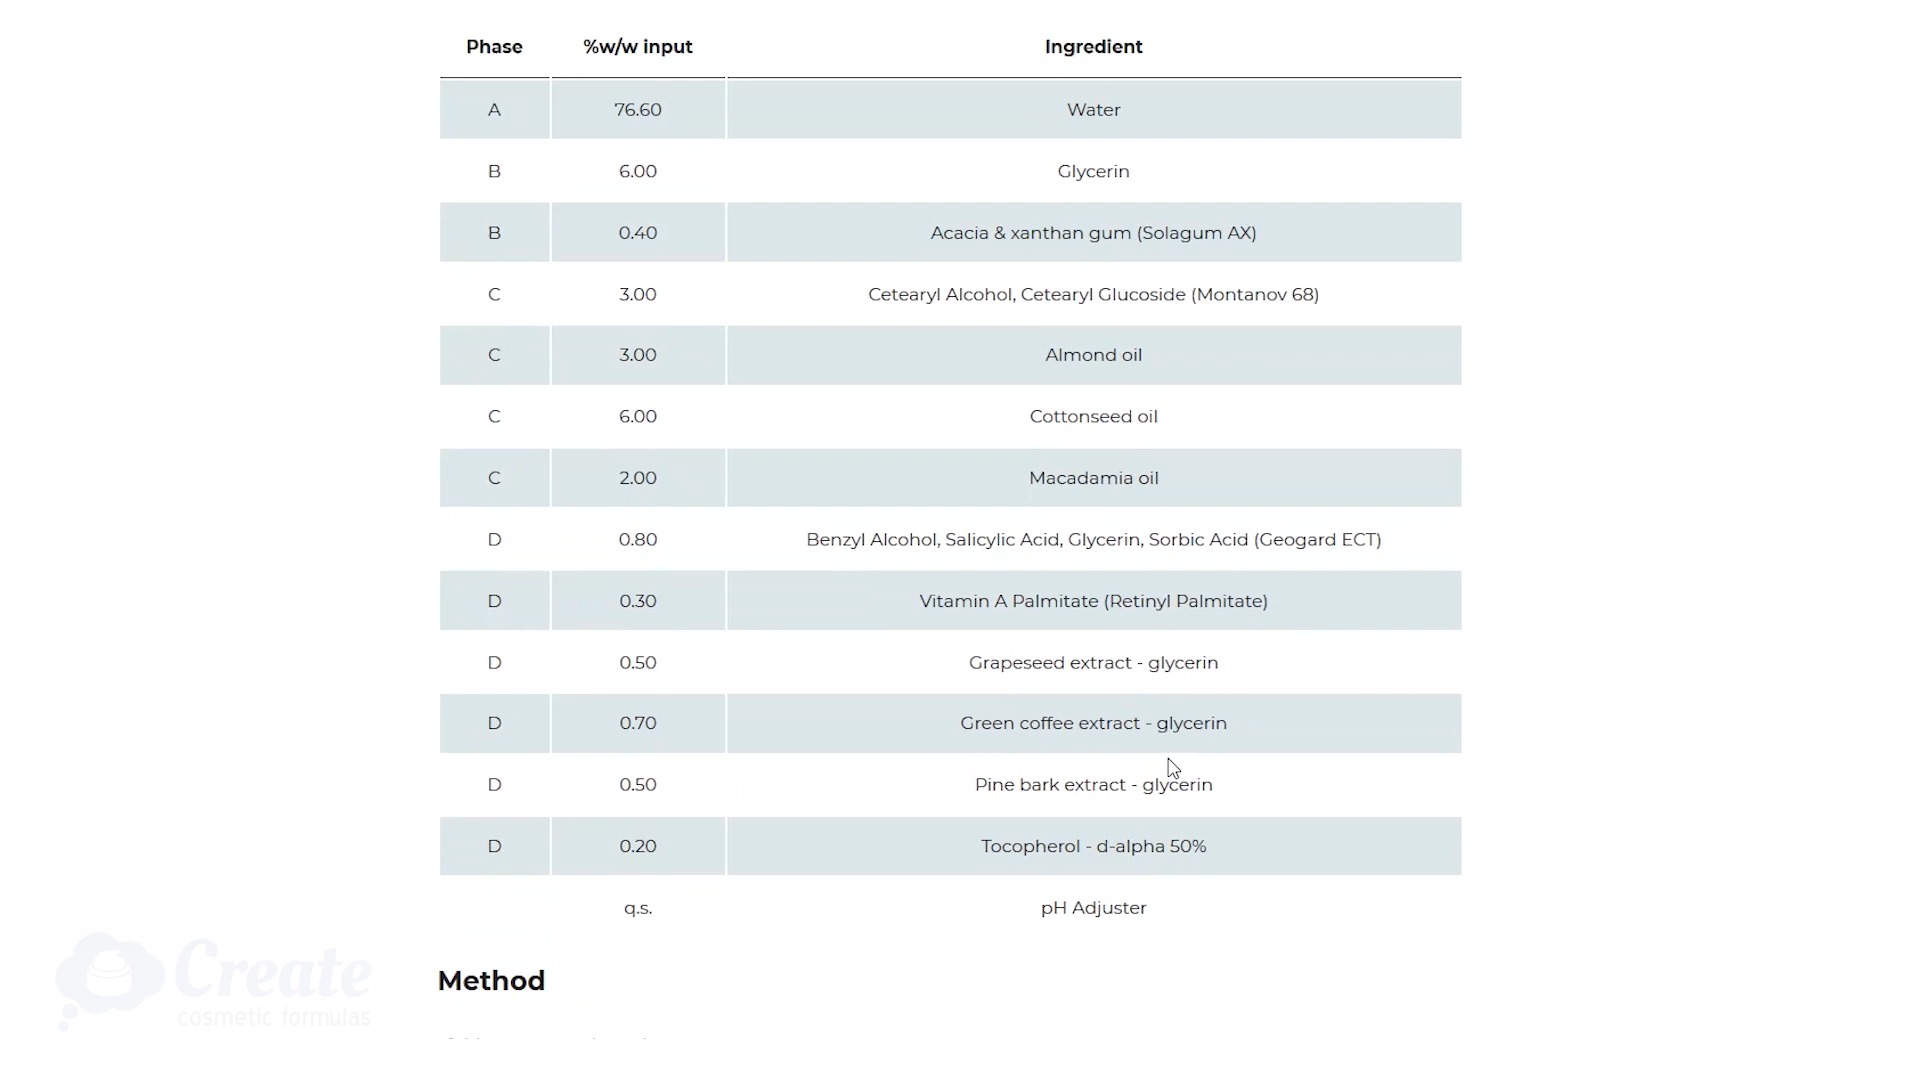 Phase %w/w input Ingredient
A 76.60 Water
B 6.00 Glycerin
B 0.40 Acacia & xanthan gum (Solagum AX)
C 3.00 Cetearyl Alcohol, Cetearyl Glucoside (Montanov 68)
C 3.00 Almond oil
C 6.00 Cottonseed oil
C 2.00 Macadamia oil
D 0.80 Benzyl Alcohol, Salicylic Acid, Glycerin, Sorbic Acid (Geogard ECT)
D 0.30 Vitamin A Palmitate (Retinyl Palmitate)
D 0.50 Grapeseed extract - glycerin
D 0.70 Green coffee extract - glycerin
D 0.50 Pine bark extract - glycerin
D 0.20 Tocopherol - d-alpha 50%
q.s. pH Adjuster
Method
Create
cosmetic formulas